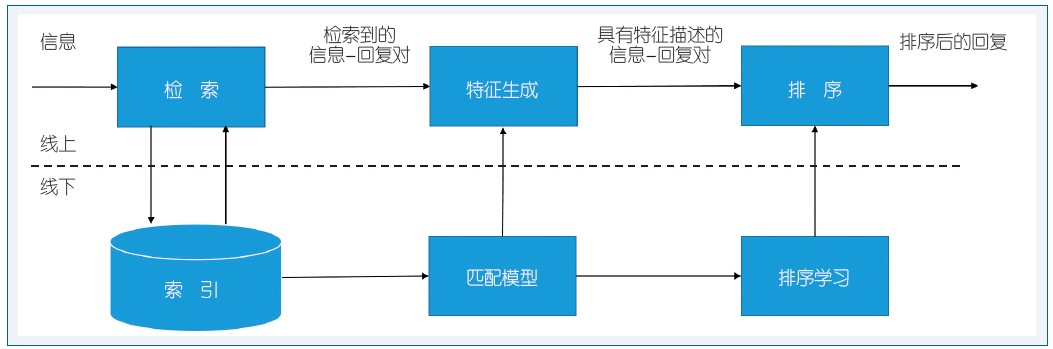 信息
检索到的
信息-回复对
具有特征描述的
信息-回复对
排序后的回复
检 索
特征生成
排 序
线上
线下
索 引
匹配模型
排序学习